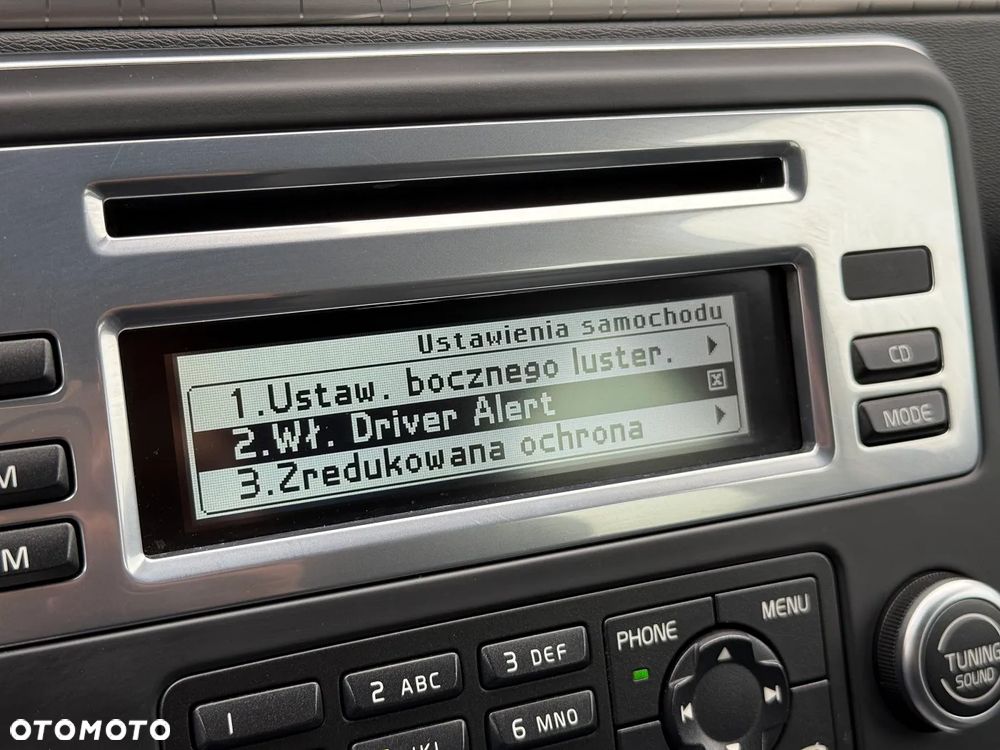 Ustawienia samochodu
1.Ustaw. bocznego luster.
2.Wł. Driver Alert
3.Zredukowana ochrona
CD
MODE
M
M
PHONE
MENU
1
2 ABC
3 DEF
6 MNO
JKL
TUNING
SOUND
OTOMOTO